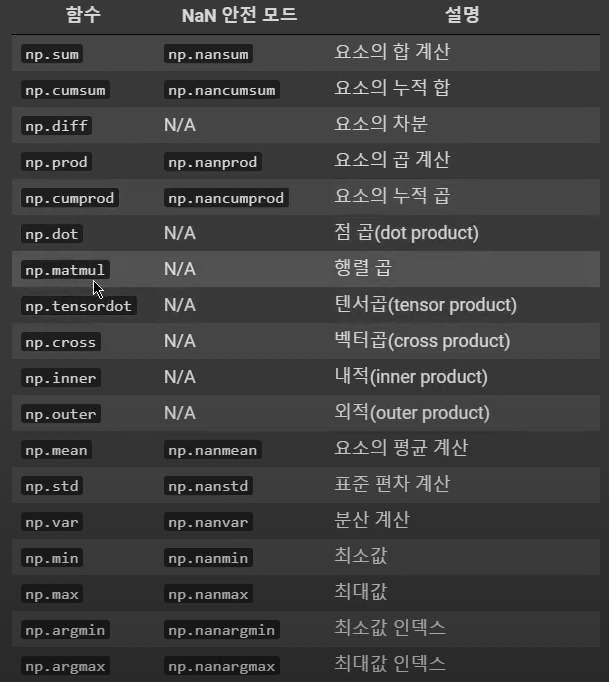 함수 NaN 안전 모드 설명
np.sum np.nansum 요소의 합 계산
np.cumsum np.nancumsum 요소의 누적 합
np.diff N/A 요소의 차분
np.prod np.nanprod 요소의 곱 계산
np.cumprod np.nancumprod 요소의 누적 곱
np.dot N/A 점 곱(dot product)
np.matmul N/A 행렬 곱
np.tensordot N/A 텐서곱(tensor product)
np.cross N/A 벡터곱(cross product)
np.inner N/A 내적(inner product)
np.outer N/A 외적(outer product)
np.mean np.nanmean 요소의 평균 계산
np.std np.nanstd 표준 편차 계산
np.var np.nanvar 분산 계산
np.min np.nanmin 최소값
np.max np.nanmax 최대값
np.argmin np.nanargmin 최소값 인덱스
np.argmax np.nanargmax 최대값 인덱스